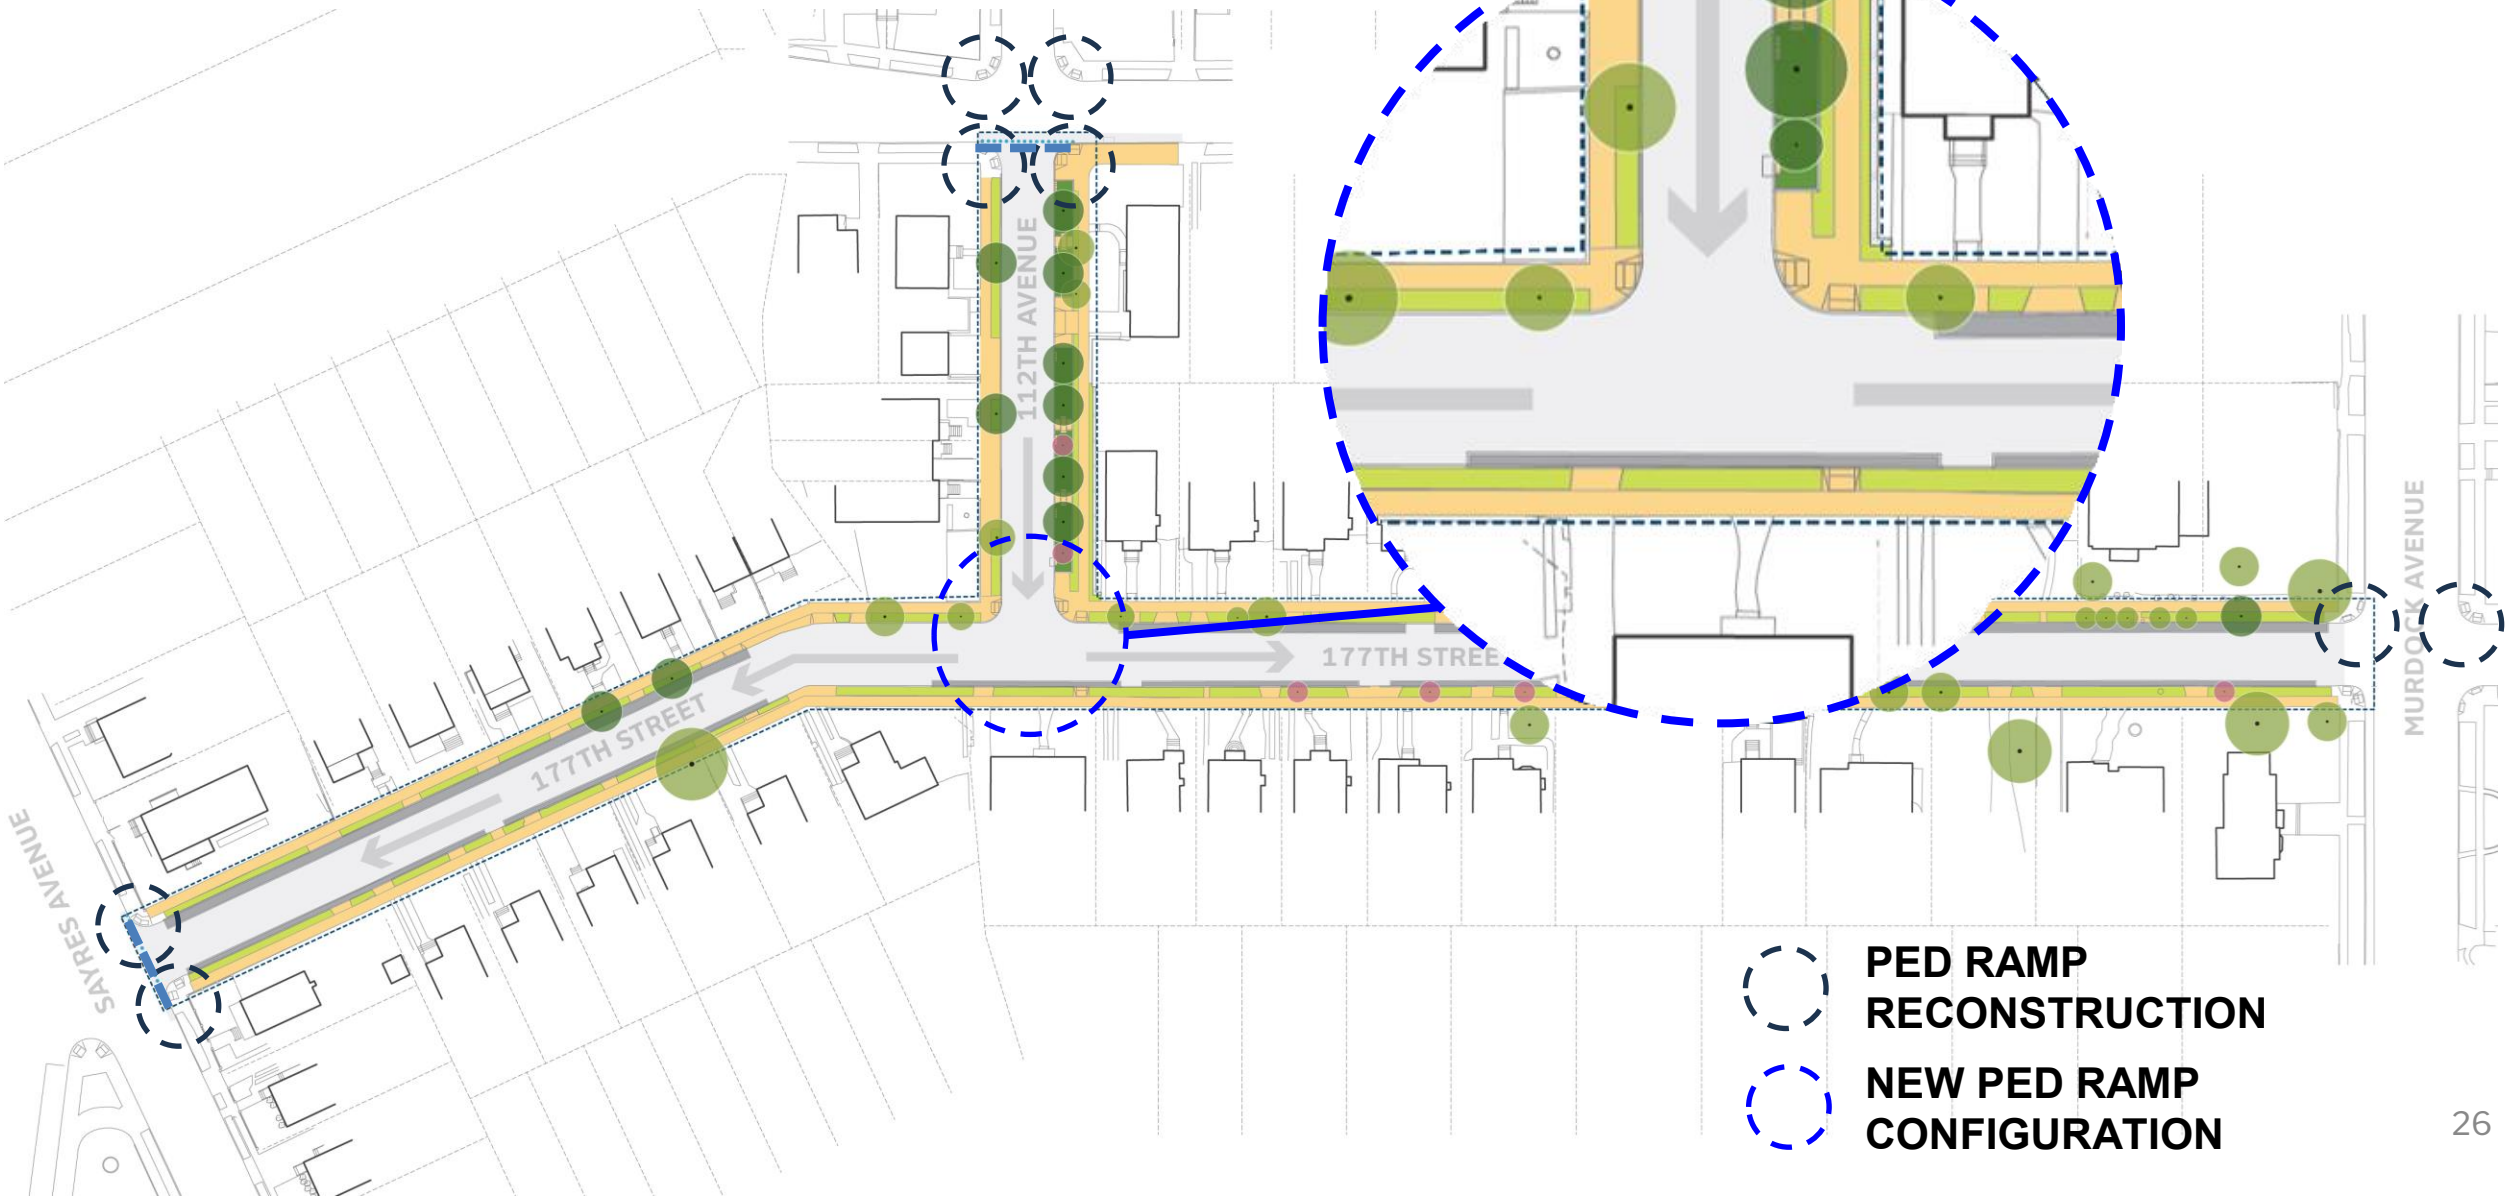 112TH AVENUE
177TH STREE
MURDOCK AVENUE
177TH STREET
SAYRES AVENUE
PED RAMP
RECONSTRUCTION
NEW PED RAMP
CONFIGURATION
26